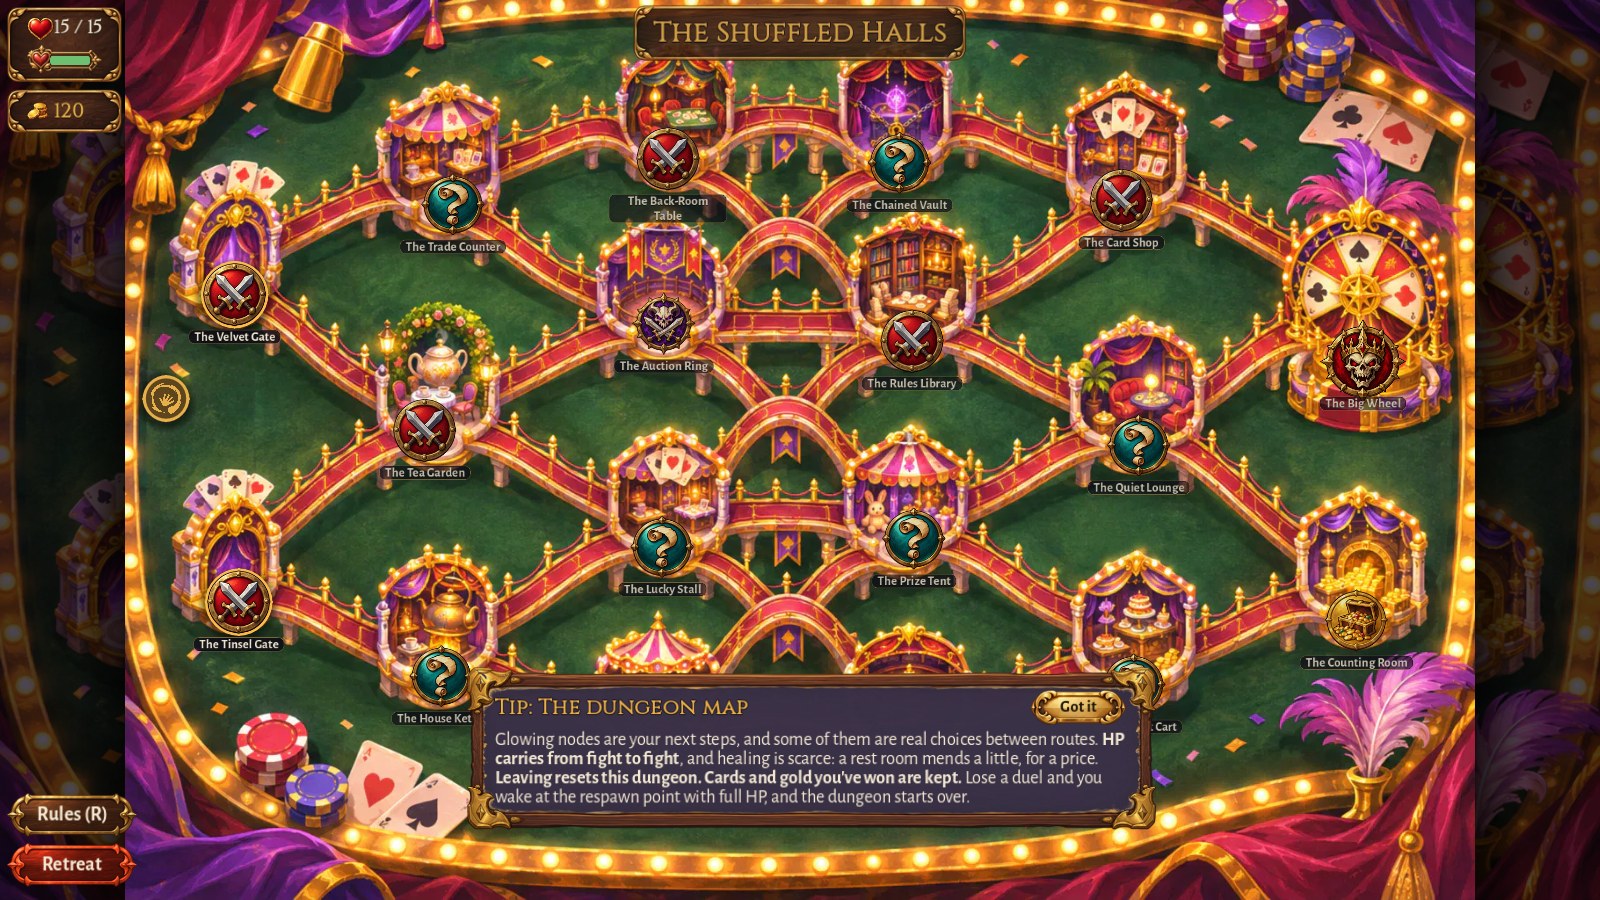 15 / 15
120
THE SHUFFLED HALLS
The Trade Counter
The Back-Room
Table
The Chained Vault
The Card Shop
The Velvet Gate
The Auction Ring
The Rules Library
The Big Wheel
The Tea Garden
The Quiet Lounge
The Lucky Stall
The Prize Tent
The Tinsel Gate
The Counting Room
The House Ket
Cart
TIP: THE DUNGEON MAP
Got it
Glowing nodes are your next steps, and some of them are real choices between routes. HP
carries from fight to fight, and healing is scarce: a rest room mends a little, for a price.
Leaving resets this dungeon. Cards and gold you've won are kept. Lose a duel and you
wake at the respawn point with full HP, and the dungeon starts over.
Rules (R)
Retreat